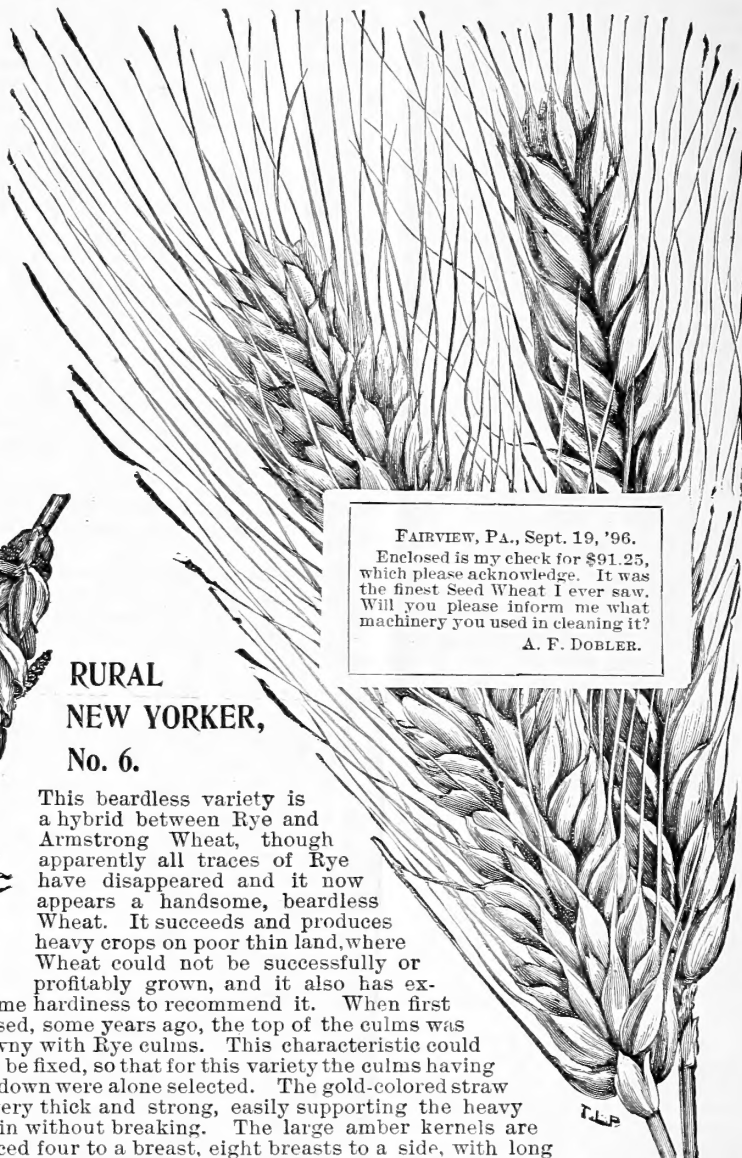 FAIRVIEW, PA., Sept. 19, '96.
Enclosed is my check for $91.25,
which please acknowledge. It was
the finest Seed Wheat I ever saw.
Will you please inform me what
machinery you used in cleaning it?
A. F. DOBLER.
RURAL
NEW YORKER,
No. 6.
This beardless variety is
a hybrid between Rye and
Armstrong Wheat, though
apparently all traces of Rye
have disappeared and it now
appears a handsome, beardless
Wheat. It succeeds and produces
heavy crops on poor thin land, where
Wheat could not be successfully or
profitably grown, and it also has ex-
me hardiness to recommend it. When first
sed, some years ago, the top of the culms was
wny with Rye culms. This characteristic could
be fixed, so that for this variety the culms having
down were alone selected. The gold-colored straw
ery thick and strong, easily supporting the heavy
in without breaking. The large amber kernels are
ced four to a breast, eight breasts to a side, with long